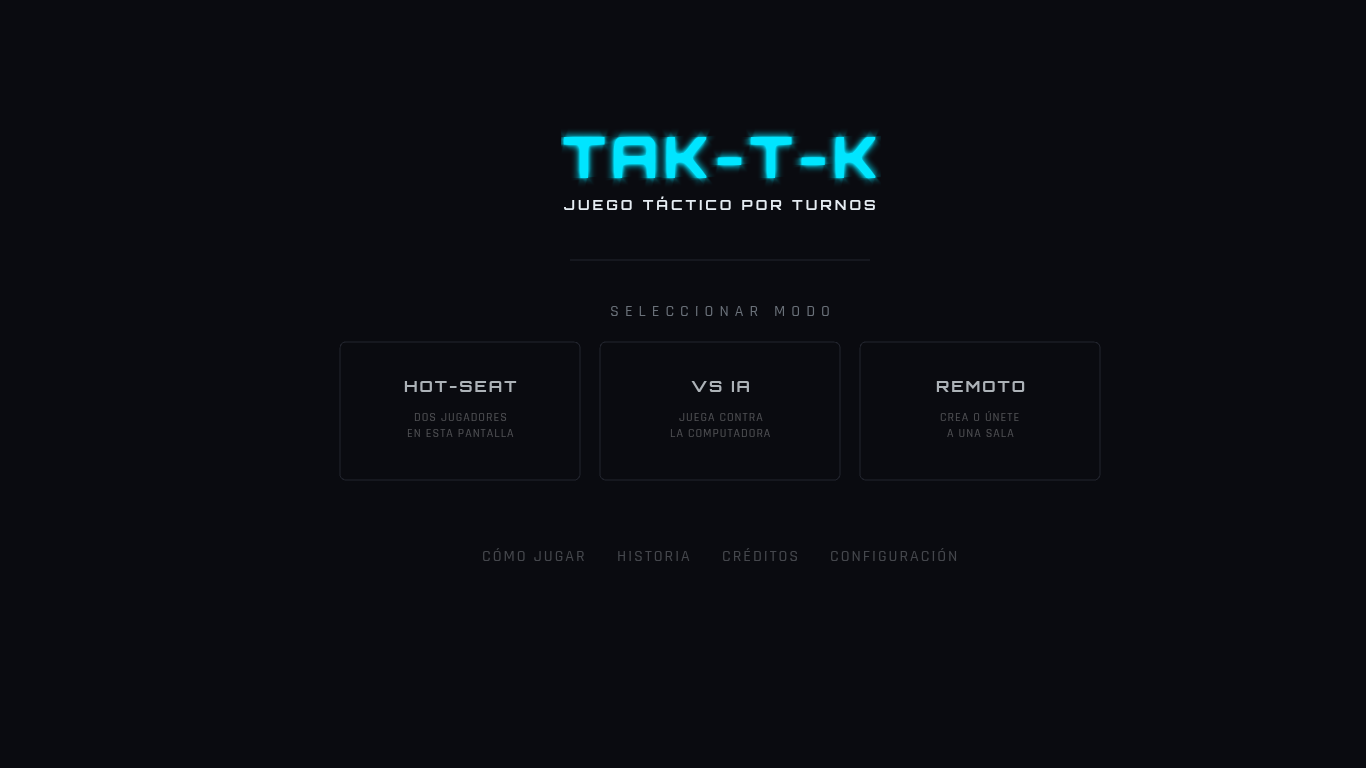 TAK-T-K
JUEGO TÁCTICO POR TURNOS
SELECCIONAR MODO
HOT-SEAT
DOS JUGADORES
EN ESTA PANTALLA
VS IA
JUEGA CONTRA
LA COMPUTADORA
REMOTO
CREA O ÚNETE
A UNA SALA
CÓMO JUGAR HISTORIA CRÉDITOS CONFIGURACIÓN